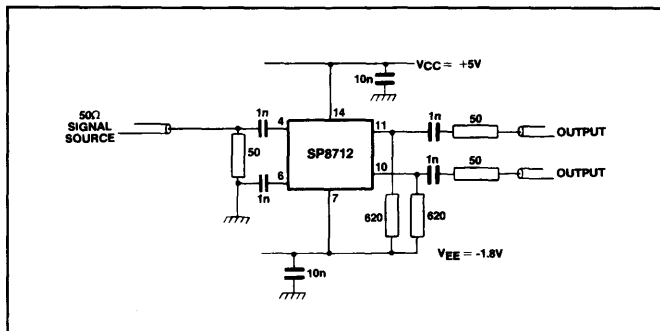 VCC = +5V
10n
50Ω
SIGNAL
SOURCE
1n
4
14
11
1n
50
OUTPUT
50
SP8712
1n
50
OUTPUT
6
10
1n
7
620
620
VEE = -1.8V
10n